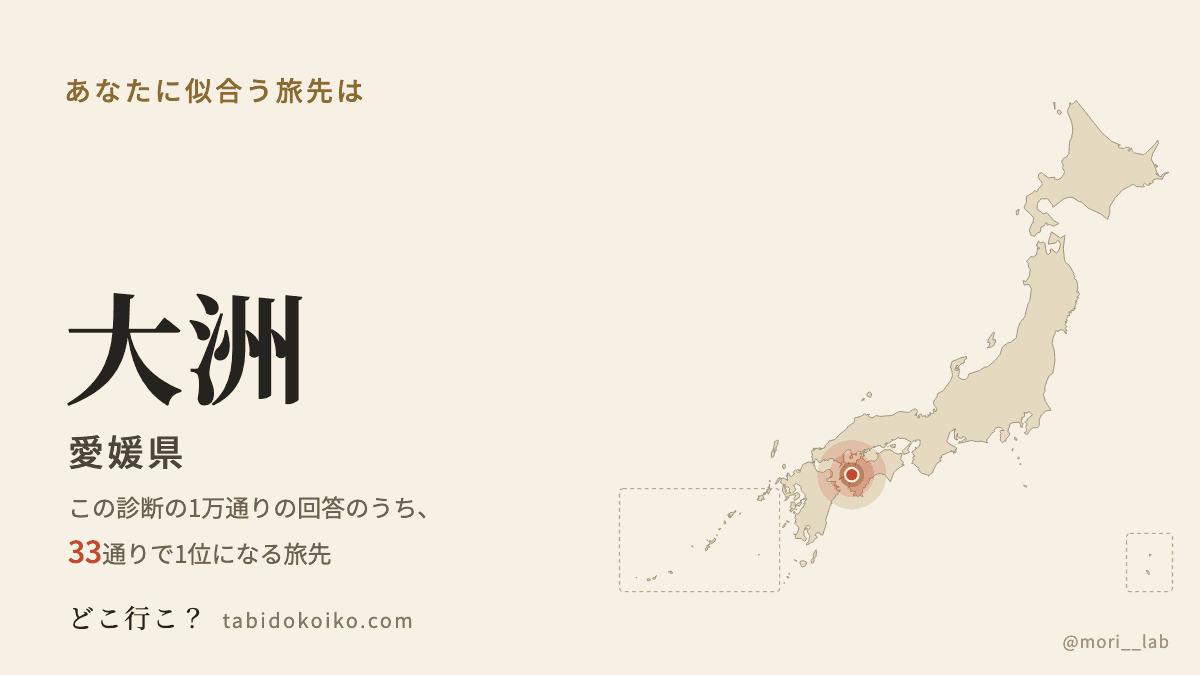 あなたに似合う旅先は
大洲
愛媛県
この診断の1万通りの回答のうち、
33通りで1位になる旅先
どこ行こ？ tabidokoiko.com
@mori__lab